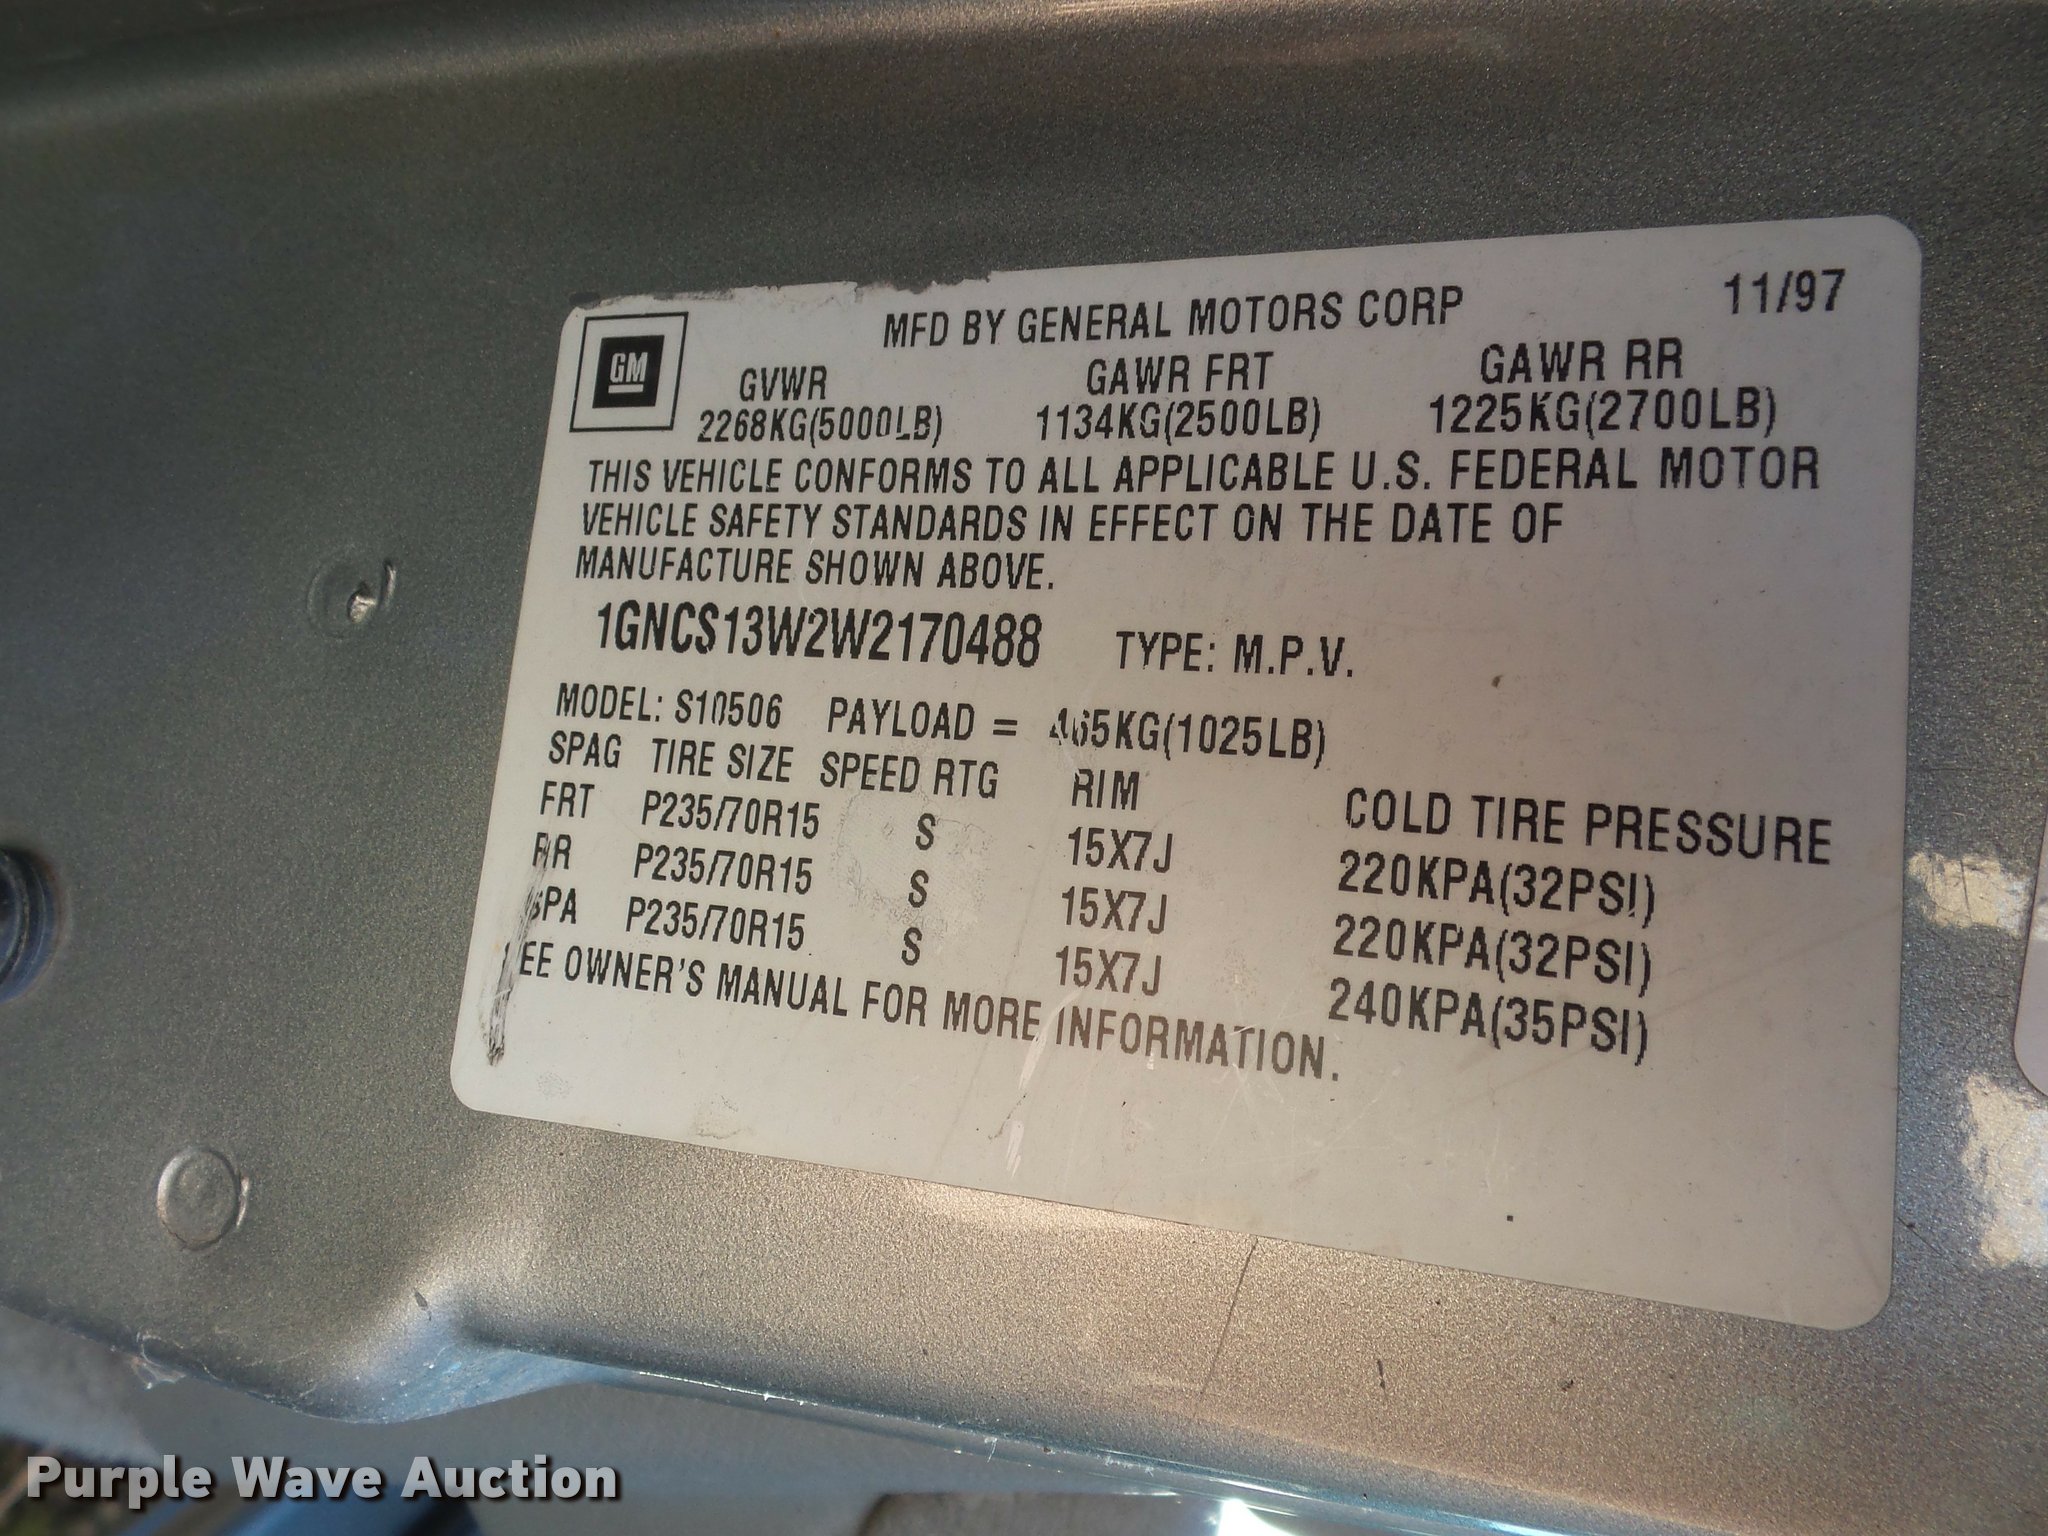 MFD BY GENERAL MOTORS CORP 11/97
GM
GVWR GAWR FRT GAWR RR
2268KG(5000LB) 1134KG(2500LB) 1225KG(2700LB)
THIS VEHICLE CONFORMS TO ALL APPLICABLE U.S. FEDERAL MOTOR
VEHICLE SAFETY STANDARDS IN EFFECT ON THE DATE OF
MANUFACTURE SHOWN ABOVE.
1GNCS13W2W2170488 TYPE: M.P.V.
MODEL: S10506 PAYLOAD = 465KG(1025LB)
SPAG TIRE SIZE SPEED RTG RIM COLD TIRE PRESSURE
FRT P235/70R15 S 15X7J 220KPA(32PSI)
RR P235/70R15 S 15X7J 220KPA(32PSI)
SPA P235/70R15 S 15X7J 240KPA(35PSI)
SEE OWNER'S MANUAL FOR MORE INFORMATION.
Purple Wave Auction